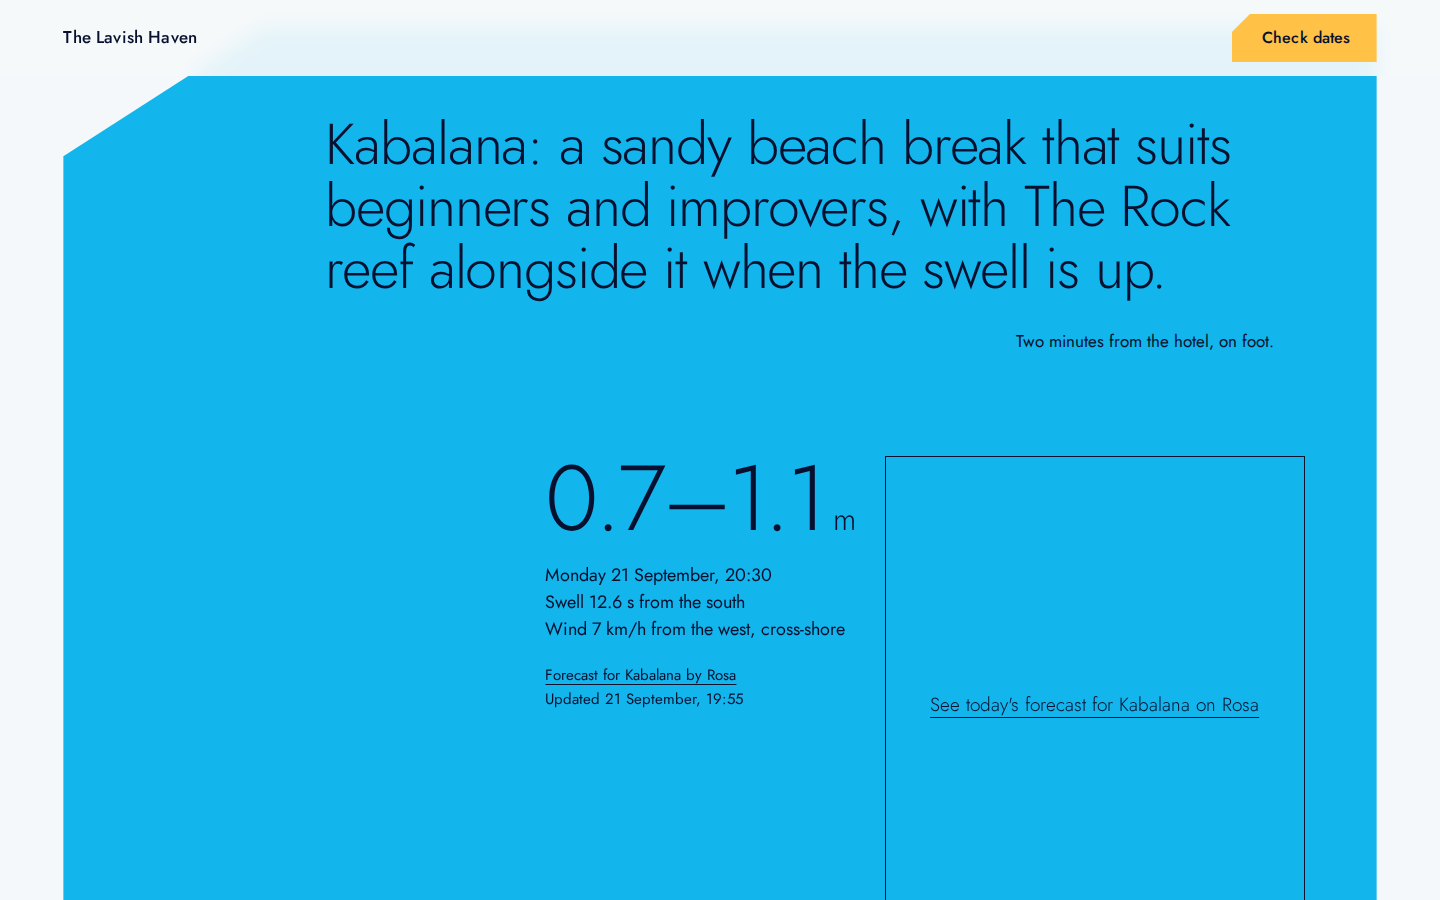 The Lavish Haven
Check dates
Kabalana: a sandy beach break that suits
beginners and improvers, with The Rock
reef alongside it when the swell is up.
Two minutes from the hotel, on foot.
0.7–1.1 m
Monday 21 September, 20:30
Swell 12.6 s from the south
Wind 7 km/h from the west, cross-shore
Forecast for Kabalana by Rosa
Updated 21 September, 19:55
See today's forecast for Kabalana on Rosa